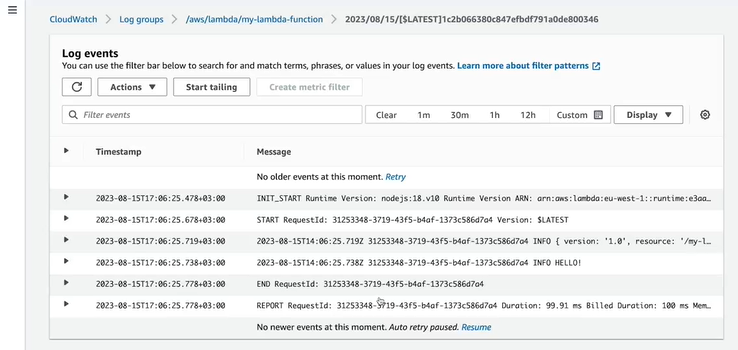 CloudWatch > Log groups > /aws/lambda/my-lambda-function > 2023/08/15/[$LATEST]1c2b066380c847efbdf791a0de800346
Log events
You can use the filter bar below to search for and match terms, phrases, or values in your log events. Learn more about filter patterns
Actions Start tailing Create metric filter
Filter events Clear 1m 30m 1h 12h Custom Display
Timestamp Message
No older events at this moment. Retry
2023-08-15T17:06:25.478+03:00 INIT_START Runtime Version: nodejs:18.v10 Runtime Version ARN: arn:aws:lambda:eu-west-1::runtime:e3aa…
2023-08-15T17:06:25.678+03:00 START RequestId: 31253348-3719-43f5-b4af-1373c586d7a4 Version: $LATEST
2023-08-15T17:06:25.719+03:00 2023-08-15T14:06:25.719Z 31253348-3719-43f5-b4af-1373c586d7a4 INFO { version: '1.0', resource: '/my-l…
2023-08-15T17:06:25.738+03:00 2023-08-15T14:06:25.738Z 31253348-3719-43f5-b4af-1373c586d7a4 INFO HELLO!
2023-08-15T17:06:25.778+03:00 END RequestId: 31253348-3719-43f5-b4af-1373c586d7a4
2023-08-15T17:06:25.778+03:00 REPORT RequestId: 31253348-3719-43f5-b4af-1373c586d7a4 Duration: 99.91 ms Billed Duration: 100 ms Mem…
No newer events at this moment. Auto retry paused. Resume